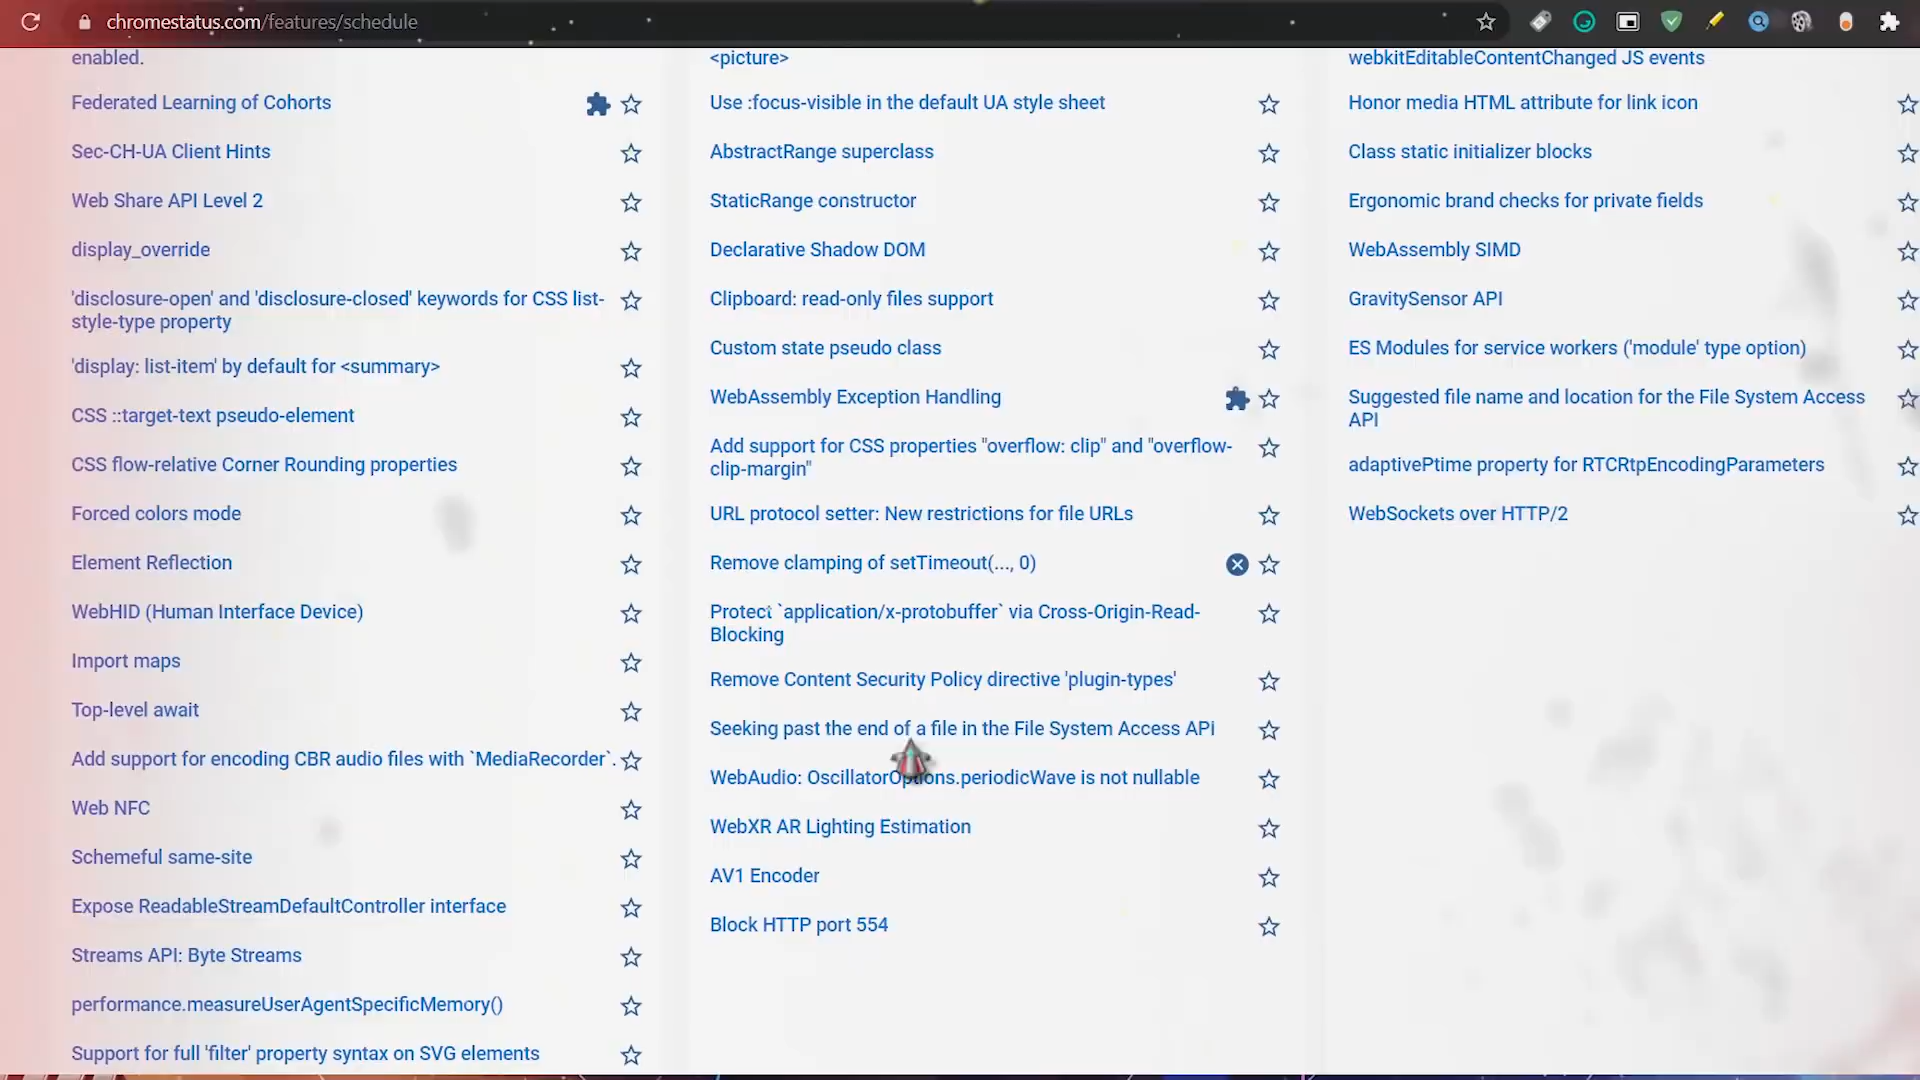 chromestatus.com/features/schedule
enabled.
Federated Learning of Cohorts
Sec-CH-UA Client Hints
Web Share API Level 2
display_override
'disclosure-open' and 'disclosure-closed' keywords for CSS list-
style-type property
'display: list-item' by default for <summary>
CSS ::target-text pseudo-element
CSS flow-relative Corner Rounding properties
Forced colors mode
Element Reflection
WebHID (Human Interface Device)
Import maps
Top-level await
Add support for encoding CBR audio files with `MediaRecorder`.
Web NFC
Schemeful same-site
Expose ReadableStreamDefaultController interface
Streams API: Byte Streams
performance.measureUserAgentSpecificMemory()
Support for full 'filter' property syntax on SVG elements
<picture>
Use :focus-visible in the default UA style sheet
AbstractRange superclass
StaticRange constructor
Declarative Shadow DOM
Clipboard: read-only files support
Custom state pseudo class
WebAssembly Exception Handling
Add support for CSS properties "overflow: clip" and "overflow-
clip-margin"
URL protocol setter: New restrictions for file URLs
Remove clamping of setTimeout(..., 0)
Protect `application/x-protobuffer` via Cross-Origin-Read-
Blocking
Remove Content Security Policy directive 'plugin-types'
Seeking past the end of a file in the File System Access APi
WebAudio: OscillatorOptions.periodicWave is not nullable
WebXR AR Lighting Estimation
AV1 Encoder
Block HTTP port 554
webkitEditableContentChanged JS events
Honor media HTML attribute for link icon
Class static initializer blocks
Ergonomic brand checks for private fields
WebAssembly SIMD
GravitySensor API
ES Modules for service workers ('module' type option)
Suggested file name and location for the File System Access
API
adaptivePtime property for RTCRtpEncodingParameters
WebSockets over HTTP/2